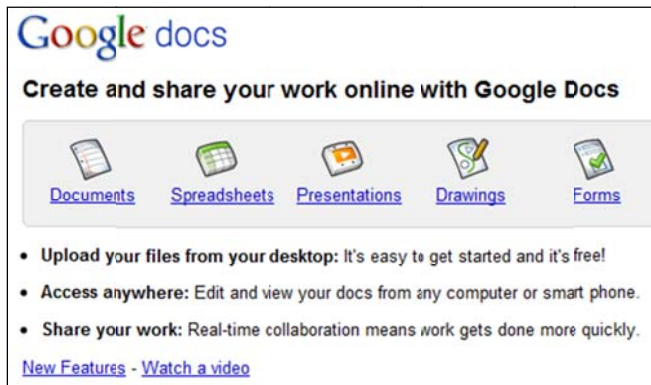 Google docs
Create and share your work online with Google Docs
Documents Spreadsheets Presentations Drawings Forms
• Upload your files from your desktop: It's easy to get started and it's free!
• Access anywhere: Edit and view your docs from any computer or smart phone.
• Share your work: Real-time collaboration means work gets done more quickly.
New Features - Watch a video